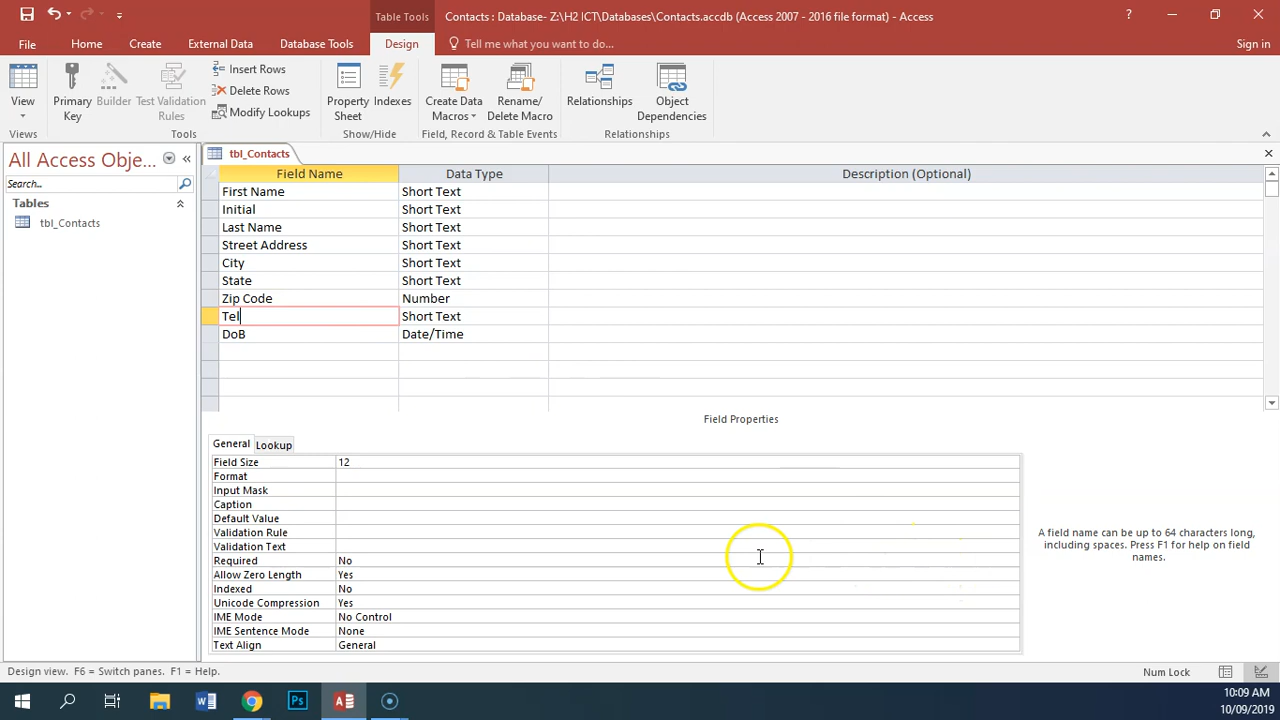 Table Tools
Contacts : Database- Z:\H2 ICT\Databases\Contacts.accdb (Access 2007 - 2016 file format) - Access
?
File
Home
Create
External Data
Database Tools
Design
Tell me what you want to do...
Sign in
View
Primary Key
Builder
Test Validation Rules
Insert Rows
Delete Rows
Modify Lookups
Property Sheet
Indexes
Create Data Macros
Rename/ Delete Macro
Relationships
Object Dependencies
Views
Tools
Show/Hide
Field, Record & Table Events
Relationships
All Access Obje...
Search...
Tables
tbl_Contacts
tbl_Contacts
Field Name Data Type Description (Optional)
First Name Short Text
Initial Short Text
Last Name Short Text
Street Address Short Text
City Short Text
State Short Text
Zip Code Number
Tel Short Text
DoB Date/Time
Field Properties
General Lookup
Field Size 12
Format
Input Mask
Caption
Default Value
Validation Rule
Validation Text
Required No
Allow Zero Length Yes
Indexed No
Unicode Compression Yes
IME Mode No Control
IME Sentence Mode None
Text Align General
A field name can be up to 64 characters long,
including spaces. Press F1 for help on field
names.
Design view. F6 = Switch panes. F1 = Help.
Num Lock
10:09 AM
10/09/2019